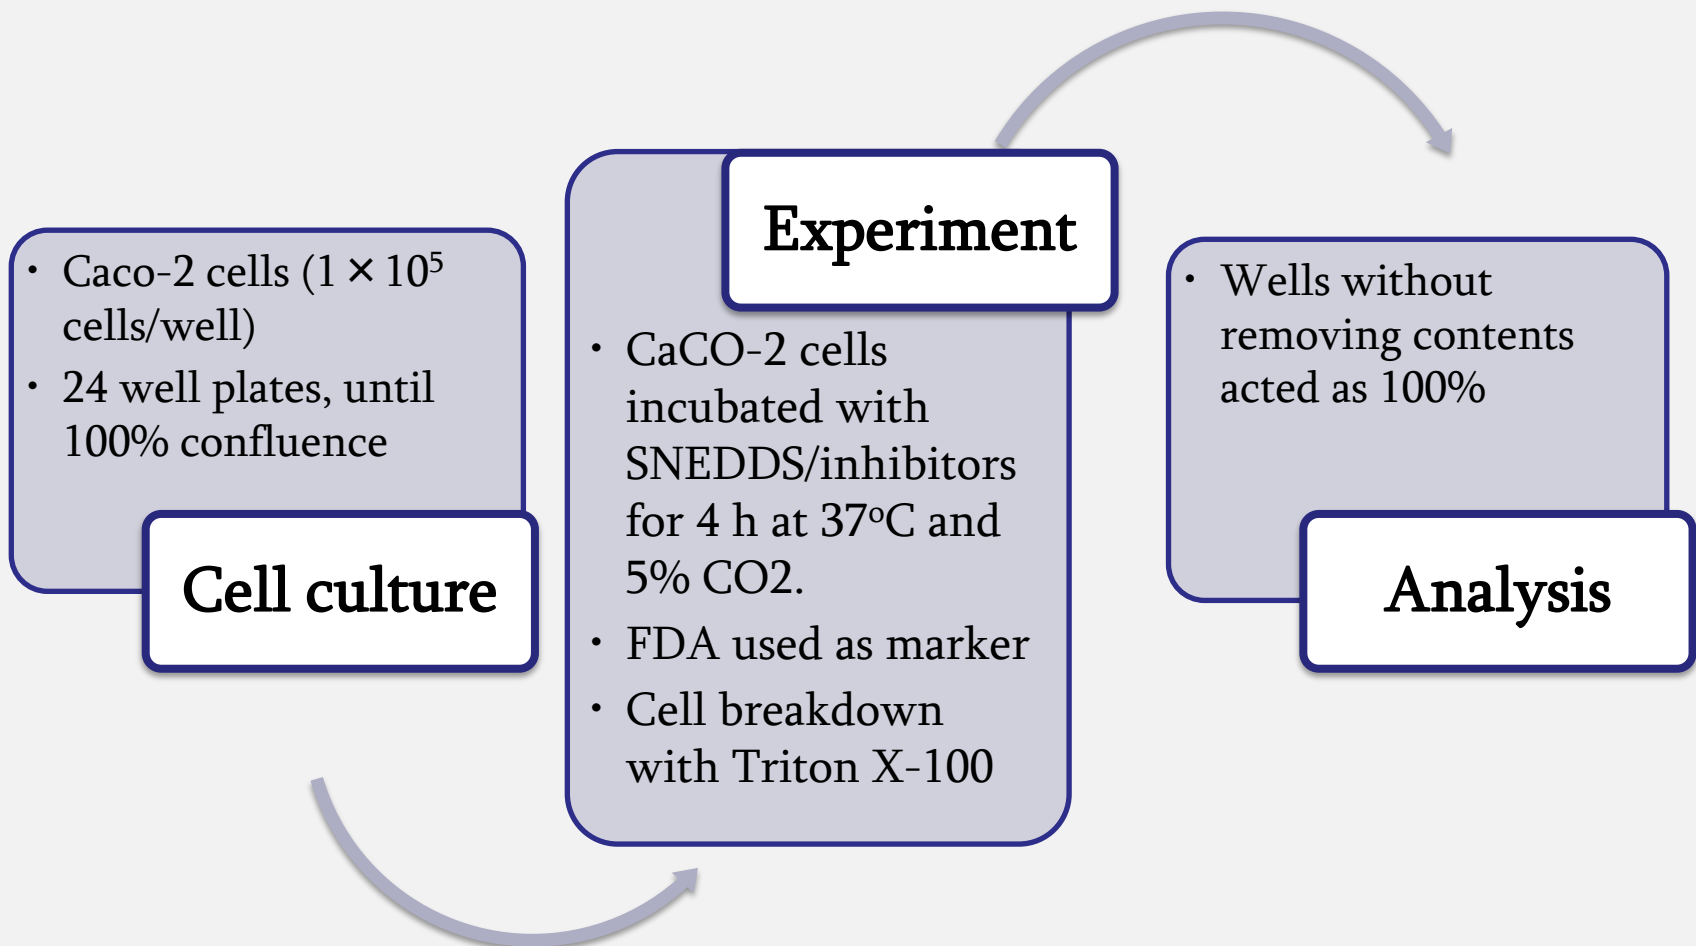 • Caco-2 cells (1 × 10⁵
cells/well)
• 24 well plates, until
100% confluence
Cell culture
Experiment
• CaCO-2 cells
incubated with
SNEDDS/inhibitors
for 4 h at 37ºC and
5% CO2.
• FDA used as marker
• Cell breakdown
with Triton X-100
• Wells without
removing contents
acted as 100%
Analysis